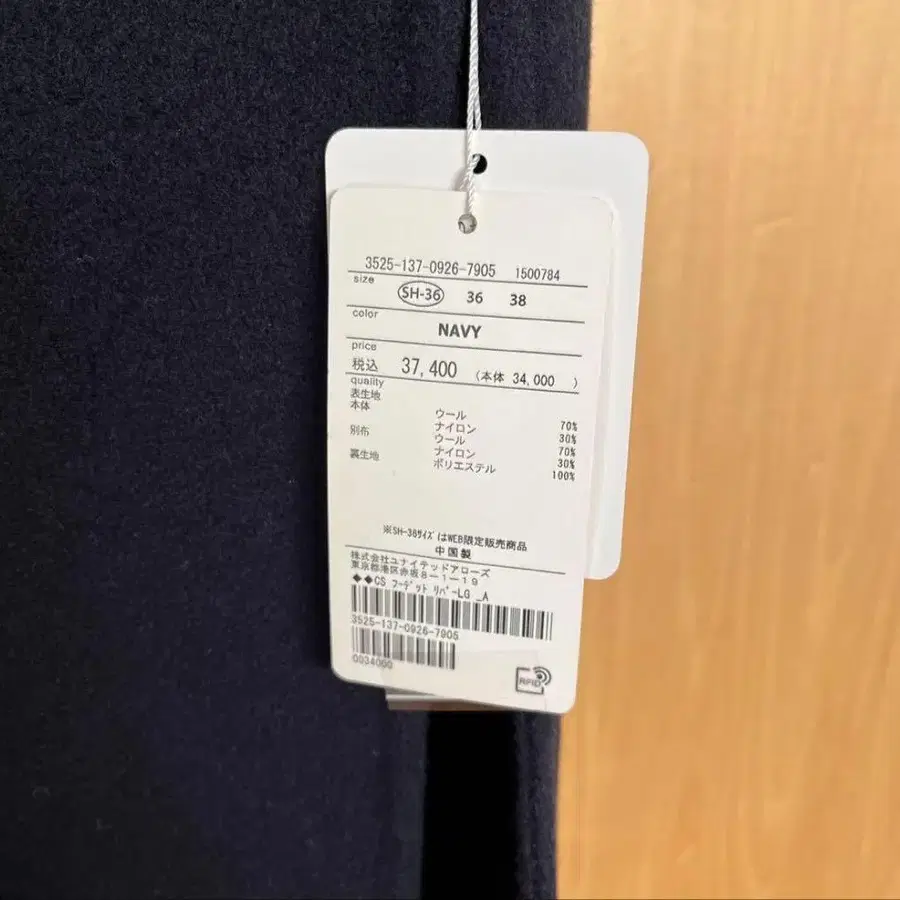 3525-137-0926-7905 1500784
size
SH-36 36 38
color
NAVY
price
税込 37,400 (本体 34,000 )
quality
表生地
本体 ウール 70%
ナイロン 30%
別布 ウール 70%
ナイロン 30%
裏生地 ポリエステル 100%
※SH-36サイズはWEB限定販売商品
中国製
株式会社ユナイテッドアローズ
東京都港区赤坂8-1-19
◆◆CS フーデット リバーLG _A
3525-137-0926-7905
0034000
RFID